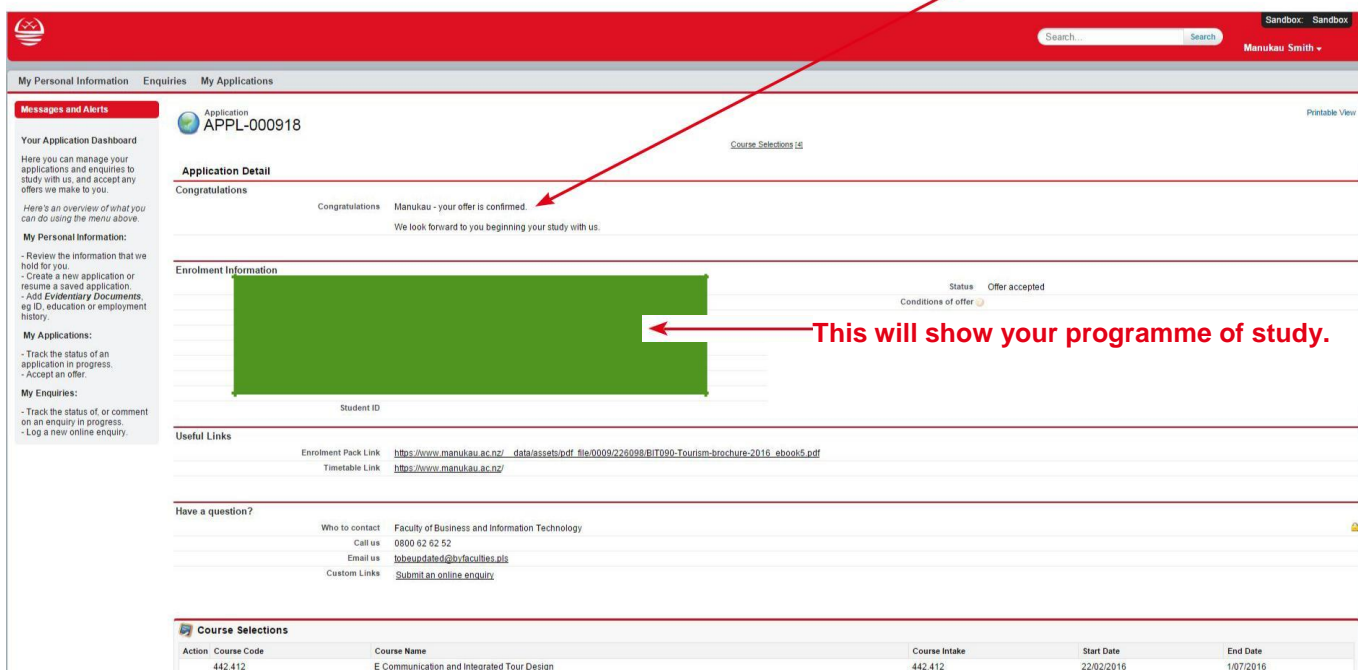 Sandbox: Sandbox
Search...
Search
Manukau Smith
My Personal Information Enquiries My Applications
Messages and Alerts
Your Application Dashboard
Here you can manage your
applications and enquiries to
study with us, and accept any
offers we make to you.
Here's an overview of what you
can do using the menu above.
My Personal Information:
- Review the information that we
hold for you.
- Create a new application or
resume a saved application.
- Add Evidentiary Documents,
eg ID, education or employment
history.
My Applications:
- Track the status of an
application in progress.
- Accept an offer.
My Enquiries:
- Track the status of, or comment
on an enquiry in progress.
- Log a new online enquiry.
Application
APPL-000918
Printable View
Course Selections [4]
Application Detail
Congratulations
Congratulations Manukau - your offer is confirmed.
We look forward to you beginning your study with us.
Enrolment Information
Status Offer accepted
Conditions of offer
This will show your programme of study.
Student ID
Useful Links
Enrolment Pack Link https://www.manukau.ac.nz/__data/assets/pdf_file/0009/226098/BIT090-Tourism-brochure-2016_ebook5.pdf
Timetable Link https://www.manukau.ac.nz/
Have a question?
Who to contact Faculty of Business and Information Technology
Call us 0800 62 62 52
Email us tobeupdated@byfaculties.pls
Custom Links Submit an online enquiry
Course Selections
Action Course Code Course Name Course Intake Start Date End Date
442.412 E Communication and Integrated Tour Design 442.412 22/02/2016 1/07/2016